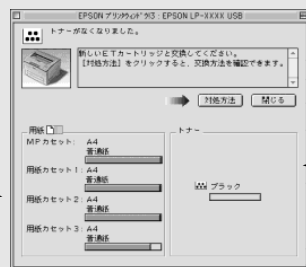 EPSON プリンタウィンドウ!3 : EPSON LP-XXXX USB
トナーがなくなりました。
新しいETカートリッジと交換してください。
[対処方法]をクリックすると、交換方法を確認できます。
対処方法 閉じる
用紙
MPカセット: A4
普通紙
用紙カセット1: A4
普通紙
用紙カセット2: A4
普通紙
用紙カセット3: A4
普通紙
トナー
ブラック